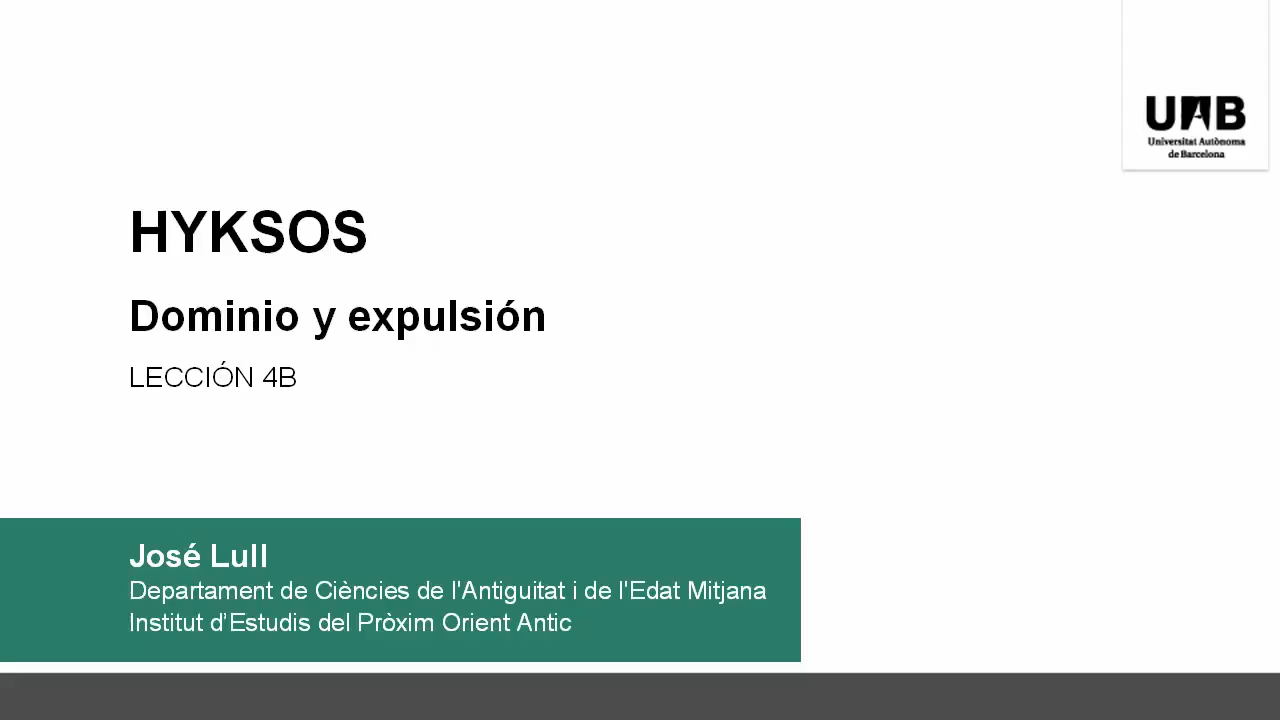 UAB
Universitat Autònoma
de Barcelona
HYKSOS
Dominio y expulsión
LECCIÓN 4B
José Lull
Departament de Ciències de l'Antiguitat i de l'Edat Mitjana
Institut d’Estudis del Pròxim Orient Antic